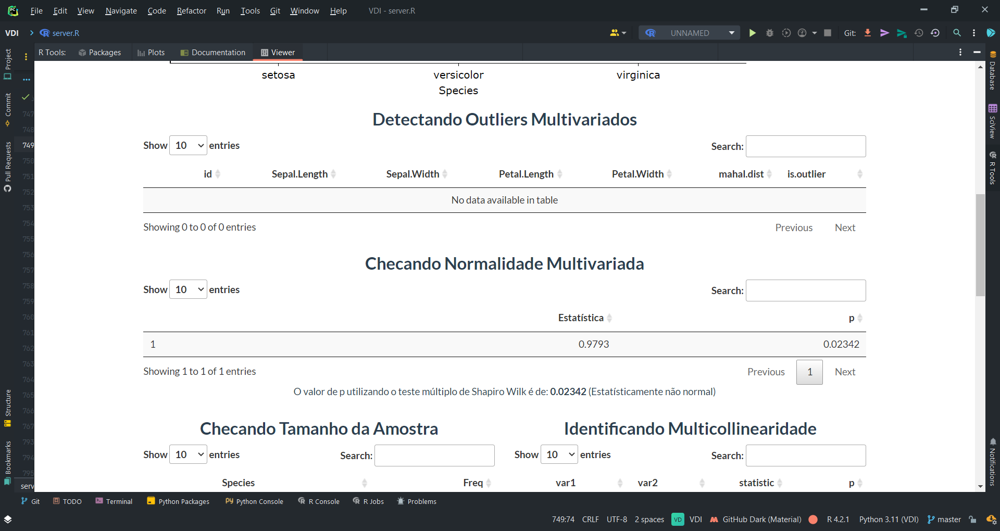 File Edit View Navigate Code Refactor Run Tools Git Window Help VDI - server.R
VDI server.R UNNAMED Git:
R Tools: Packages Plots Documentation Viewer
Project
Commit
Pull Requests
Structure
Bookmarks
747
748
749
750
751
752
753
754
755
756
757
758
759
760
761
762
763
764
765
766
767
793
794
795
serv
setosa versicolor virginica
Species
Detectando Outliers Multivariados
Show 10 entries Search:
id Sepal.Length Sepal.Width Petal.Length Petal.Width mahal.dist is.outlier
No data available in table
Showing 0 to 0 of 0 entries Previous Next
Checando Normalidade Multivariada
Show 10 entries Search:
Estatística p
1 0.9793 0.02342
Showing 1 to 1 of 1 entries Previous 1 Next
O valor de p utilizando o teste múltiplo de Shapiro Wilk é de: 0.02342 (Estatísticamente não normal)
Checando Tamanho da Amostra Identificando Multicollinearidade
Show 10 entries Search: Show 10 entries Search:
Species Freq var1 var2 statistic p
Database
SciView
R Tools
Notifications
Git TODO Terminal Python Packages Python Console R Console R Jobs Problems
749:74 CRLF UTF-8 2 spaces VD VDI GitHub Dark (Material) R 4.2.1 Python 3.11 (VDI) master